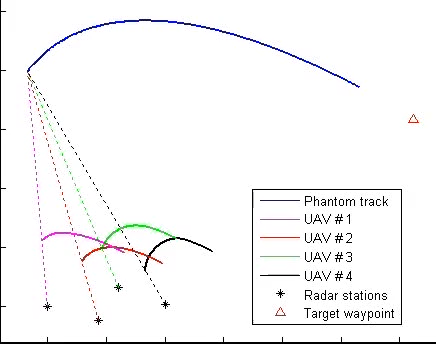 Phantom track
UAV #1
UAV #2
UAV #3
UAV #4
Radar stations
Target waypoint